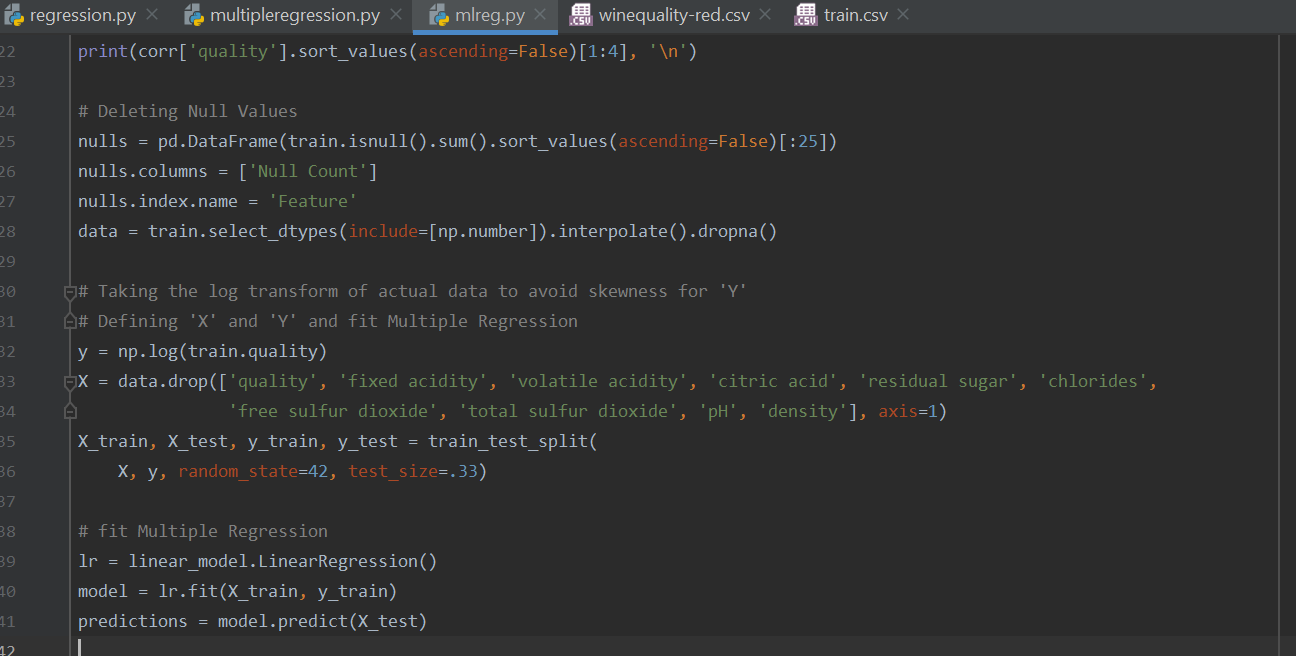 regression.py multipleregression.py mlreg.py winequality-red.csv train.csv
22 print(corr['quality'].sort_values(ascending=False)[1:4], '\n')
23
24 # Deleting Null Values
25 nulls = pd.DataFrame(train.isnull().sum().sort_values(ascending=False)[:25])
26 nulls.columns = ['Null Count']
27 nulls.index.name = 'Feature'
28 data = train.select_dtypes(include=[np.number]).interpolate().dropna()
29
30 # Taking the log transform of actual data to avoid skewness for 'Y'
31 # Defining 'X' and 'Y' and fit Multiple Regression
32 y = np.log(train.quality)
33 X = data.drop(['quality', 'fixed acidity', 'volatile acidity', 'citric acid', 'residual sugar', 'chlorides',
34 'free sulfur dioxide', 'total sulfur dioxide', 'pH', 'density'], axis=1)
35 X_train, X_test, y_train, y_test = train_test_split(
36 X, y, random_state=42, test_size=.33)
37
38 # fit Multiple Regression
39 lr = linear_model.LinearRegression()
40 model = lr.fit(X_train, y_train)
41 predictions = model.predict(X_test)
42